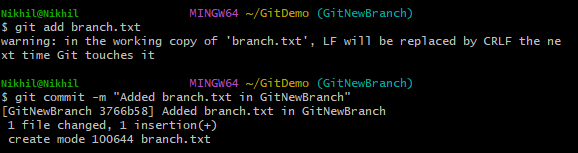 Nikhil@Nikhil MINGW64 ~/GitDemo (GitNewBranch)
$ git add branch.txt
warning: in the working copy of 'branch.txt', LF will be replaced by CRLF the ne
xt time Git touches it
Nikhil@Nikhil MINGW64 ~/GitDemo (GitNewBranch)
$ git commit -m "Added branch.txt in GitNewBranch"
[GitNewBranch 3766b58] Added branch.txt in GitNewBranch
 1 file changed, 1 insertion(+)
 create mode 100644 branch.txt